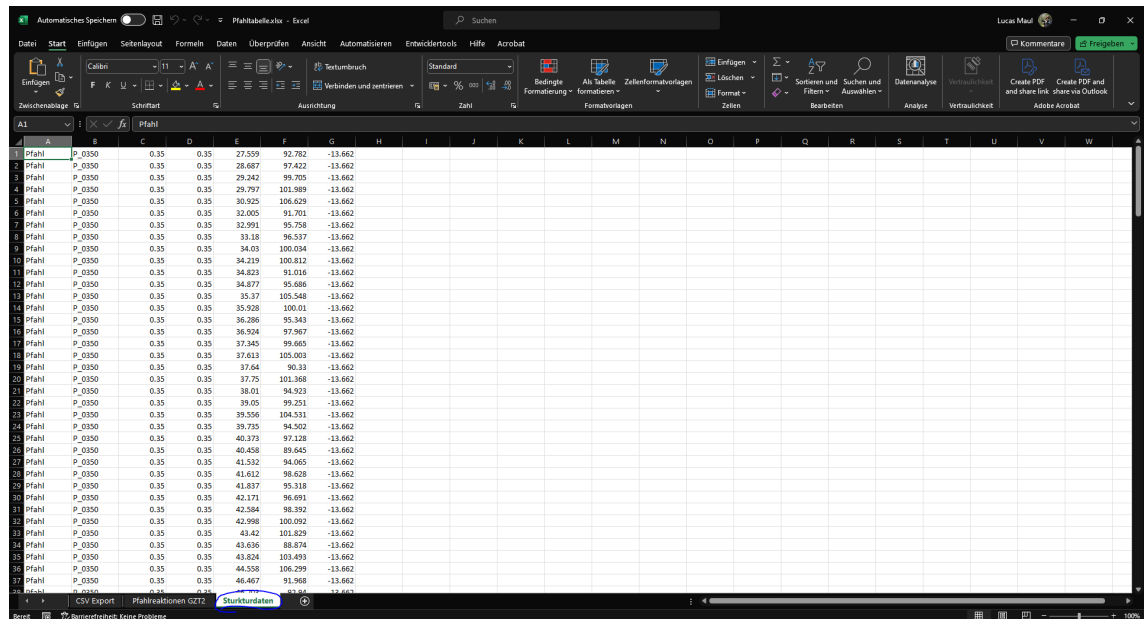 Automatisches Speichern Pfahltabelle.xlsx - Excel Suchen Lucas Maul
Datei Start Einfügen Seitenlayout Formeln Daten Überprüfen Ansicht Automatisieren Entwicklertools Hilfe Acrobat Kommentare Freigeben
Calibri 11 A A Textumbruch Standard Einfügen Σ
Einfügen Bedingte Als Tabelle Zellenformatvorlagen Löschen Sortieren und Suchen und Datenanalyse Vertraulichkeit Create PDF Create PDF and
F K U A Verbinden und zentrieren % 000 Formatierung formatieren Format Filtern Auswählen and share link share via Outlook
Zwischenablage Schriftart Ausrichtung Zahl Formatvorlagen Zellen Bearbeiten Analyse Vertraulichkeit Adobe Acrobat
A1 fx Pfahl
A B C D E F G H I J K L M N O P Q R S T U V W
1 Pfahl P_0350 0.35 0.35 27.559 92.782 -13.662
2 Pfahl P_0350 0.35 0.35 28.687 97.422 -13.662
3 Pfahl P_0350 0.35 0.35 29.242 99.705 -13.662
4 Pfahl P_0350 0.35 0.35 29.797 101.989 -13.662
5 Pfahl P_0350 0.35 0.35 30.925 106.629 -13.662
6 Pfahl P_0350 0.35 0.35 32.005 91.701 -13.662
7 Pfahl P_0350 0.35 0.35 32.991 95.758 -13.662
8 Pfahl P_0350 0.35 0.35 33.18 96.537 -13.662
9 Pfahl P_0350 0.35 0.35 34.03 100.034 -13.662
10 Pfahl P_0350 0.35 0.35 34.219 100.812 -13.662
11 Pfahl P_0350 0.35 0.35 34.823 91.016 -13.662
12 Pfahl P_0350 0.35 0.35 34.877 95.686 -13.662
13 Pfahl P_0350 0.35 0.35 35.37 105.548 -13.662
14 Pfahl P_0350 0.35 0.35 35.928 100.01 -13.662
15 Pfahl P_0350 0.35 0.35 36.286 95.343 -13.662
16 Pfahl P_0350 0.35 0.35 36.924 97.967 -13.662
17 Pfahl P_0350 0.35 0.35 37.345 99.665 -13.662
18 Pfahl P_0350 0.35 0.35 37.613 105.003 -13.662
19 Pfahl P_0350 0.35 0.35 37.64 90.33 -13.662
20 Pfahl P_0350 0.35 0.35 37.75 101.368 -13.662
21 Pfahl P_0350 0.35 0.35 38.01 94.923 -13.662
22 Pfahl P_0350 0.35 0.35 39.05 99.251 -13.662
23 Pfahl P_0350 0.35 0.35 39.556 104.531 -13.662
24 Pfahl P_0350 0.35 0.35 39.735 94.502 -13.662
25 Pfahl P_0350 0.35 0.35 40.373 97.128 -13.662
26 Pfahl P_0350 0.35 0.35 40.458 89.645 -13.662
27 Pfahl P_0350 0.35 0.35 41.532 94.065 -13.662
28 Pfahl P_0350 0.35 0.35 41.612 98.628 -13.662
29 Pfahl P_0350 0.35 0.35 41.837 95.318 -13.662
30 Pfahl P_0350 0.35 0.35 42.171 96.691 -13.662
31 Pfahl P_0350 0.35 0.35 42.584 98.392 -13.662
32 Pfahl P_0350 0.35 0.35 42.998 100.092 -13.662
33 Pfahl P_0350 0.35 0.35 43.42 101.829 -13.662
34 Pfahl P_0350 0.35 0.35 43.636 88.874 -13.662
35 Pfahl P_0350 0.35 0.35 43.824 103.493 -13.662
36 Pfahl P_0350 0.35 0.35 44.558 106.299 -13.662
37 Pfahl P_0350 0.35 0.35 46.467 91.968 -13.662
CSV Export Pfahlreaktionen GZT2 Sturkturdaten
Bereit Barrierefreiheit: Keine Probleme 100%